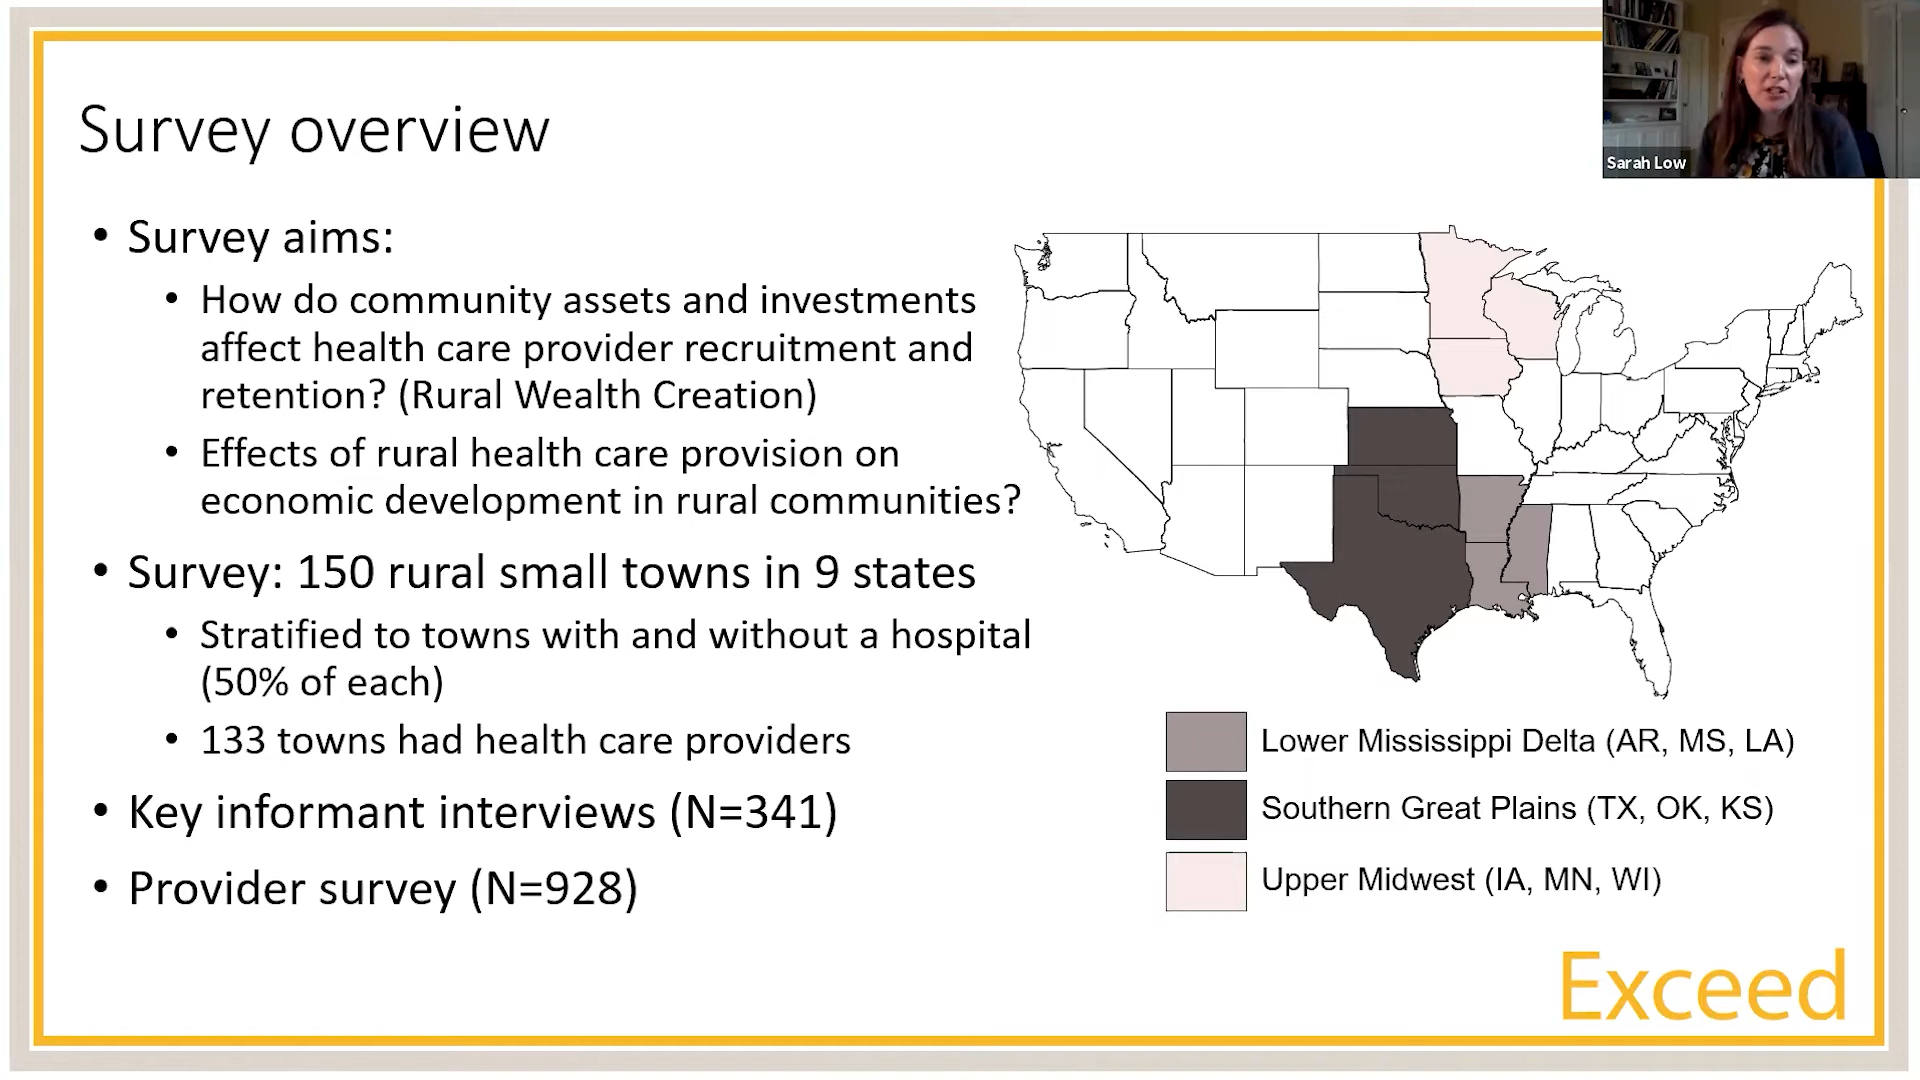 Survey overview
Sarah Low
• Survey aims:
• How do community assets and investments
affect health care provider recruitment and
retention? (Rural Wealth Creation)
• Effects of rural health care provision on
economic development in rural communities?
• Survey: 150 rural small towns in 9 states
• Stratified to towns with and without a hospital
(50% of each)
• 133 towns had health care providers
• Key informant interviews (N=341)
• Provider survey (N=928)
Lower Mississippi Delta (AR, MS, LA)
Southern Great Plains (TX, OK, KS)
Upper Midwest (IA, MN, WI)
Exceed